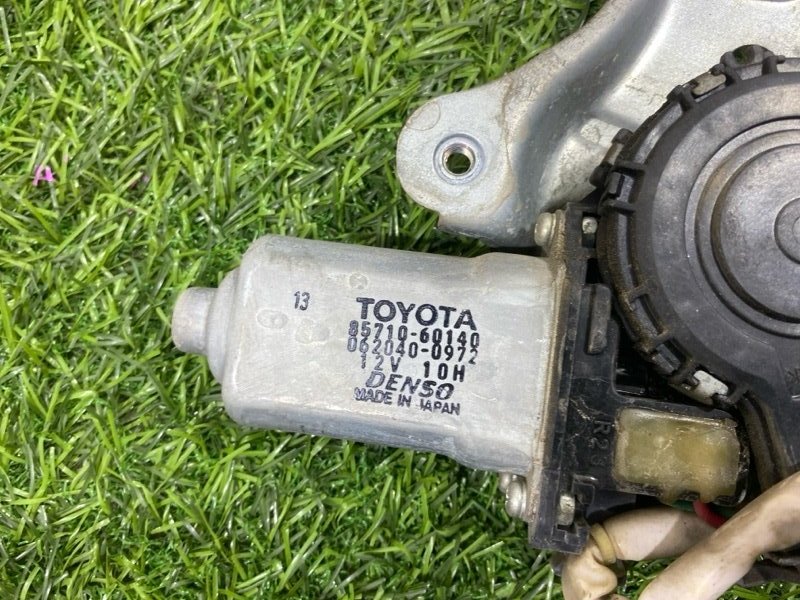 13
TOYOTA
85710-60140
062040-0972
12V 10H
DENSO
MADE IN JAPAN